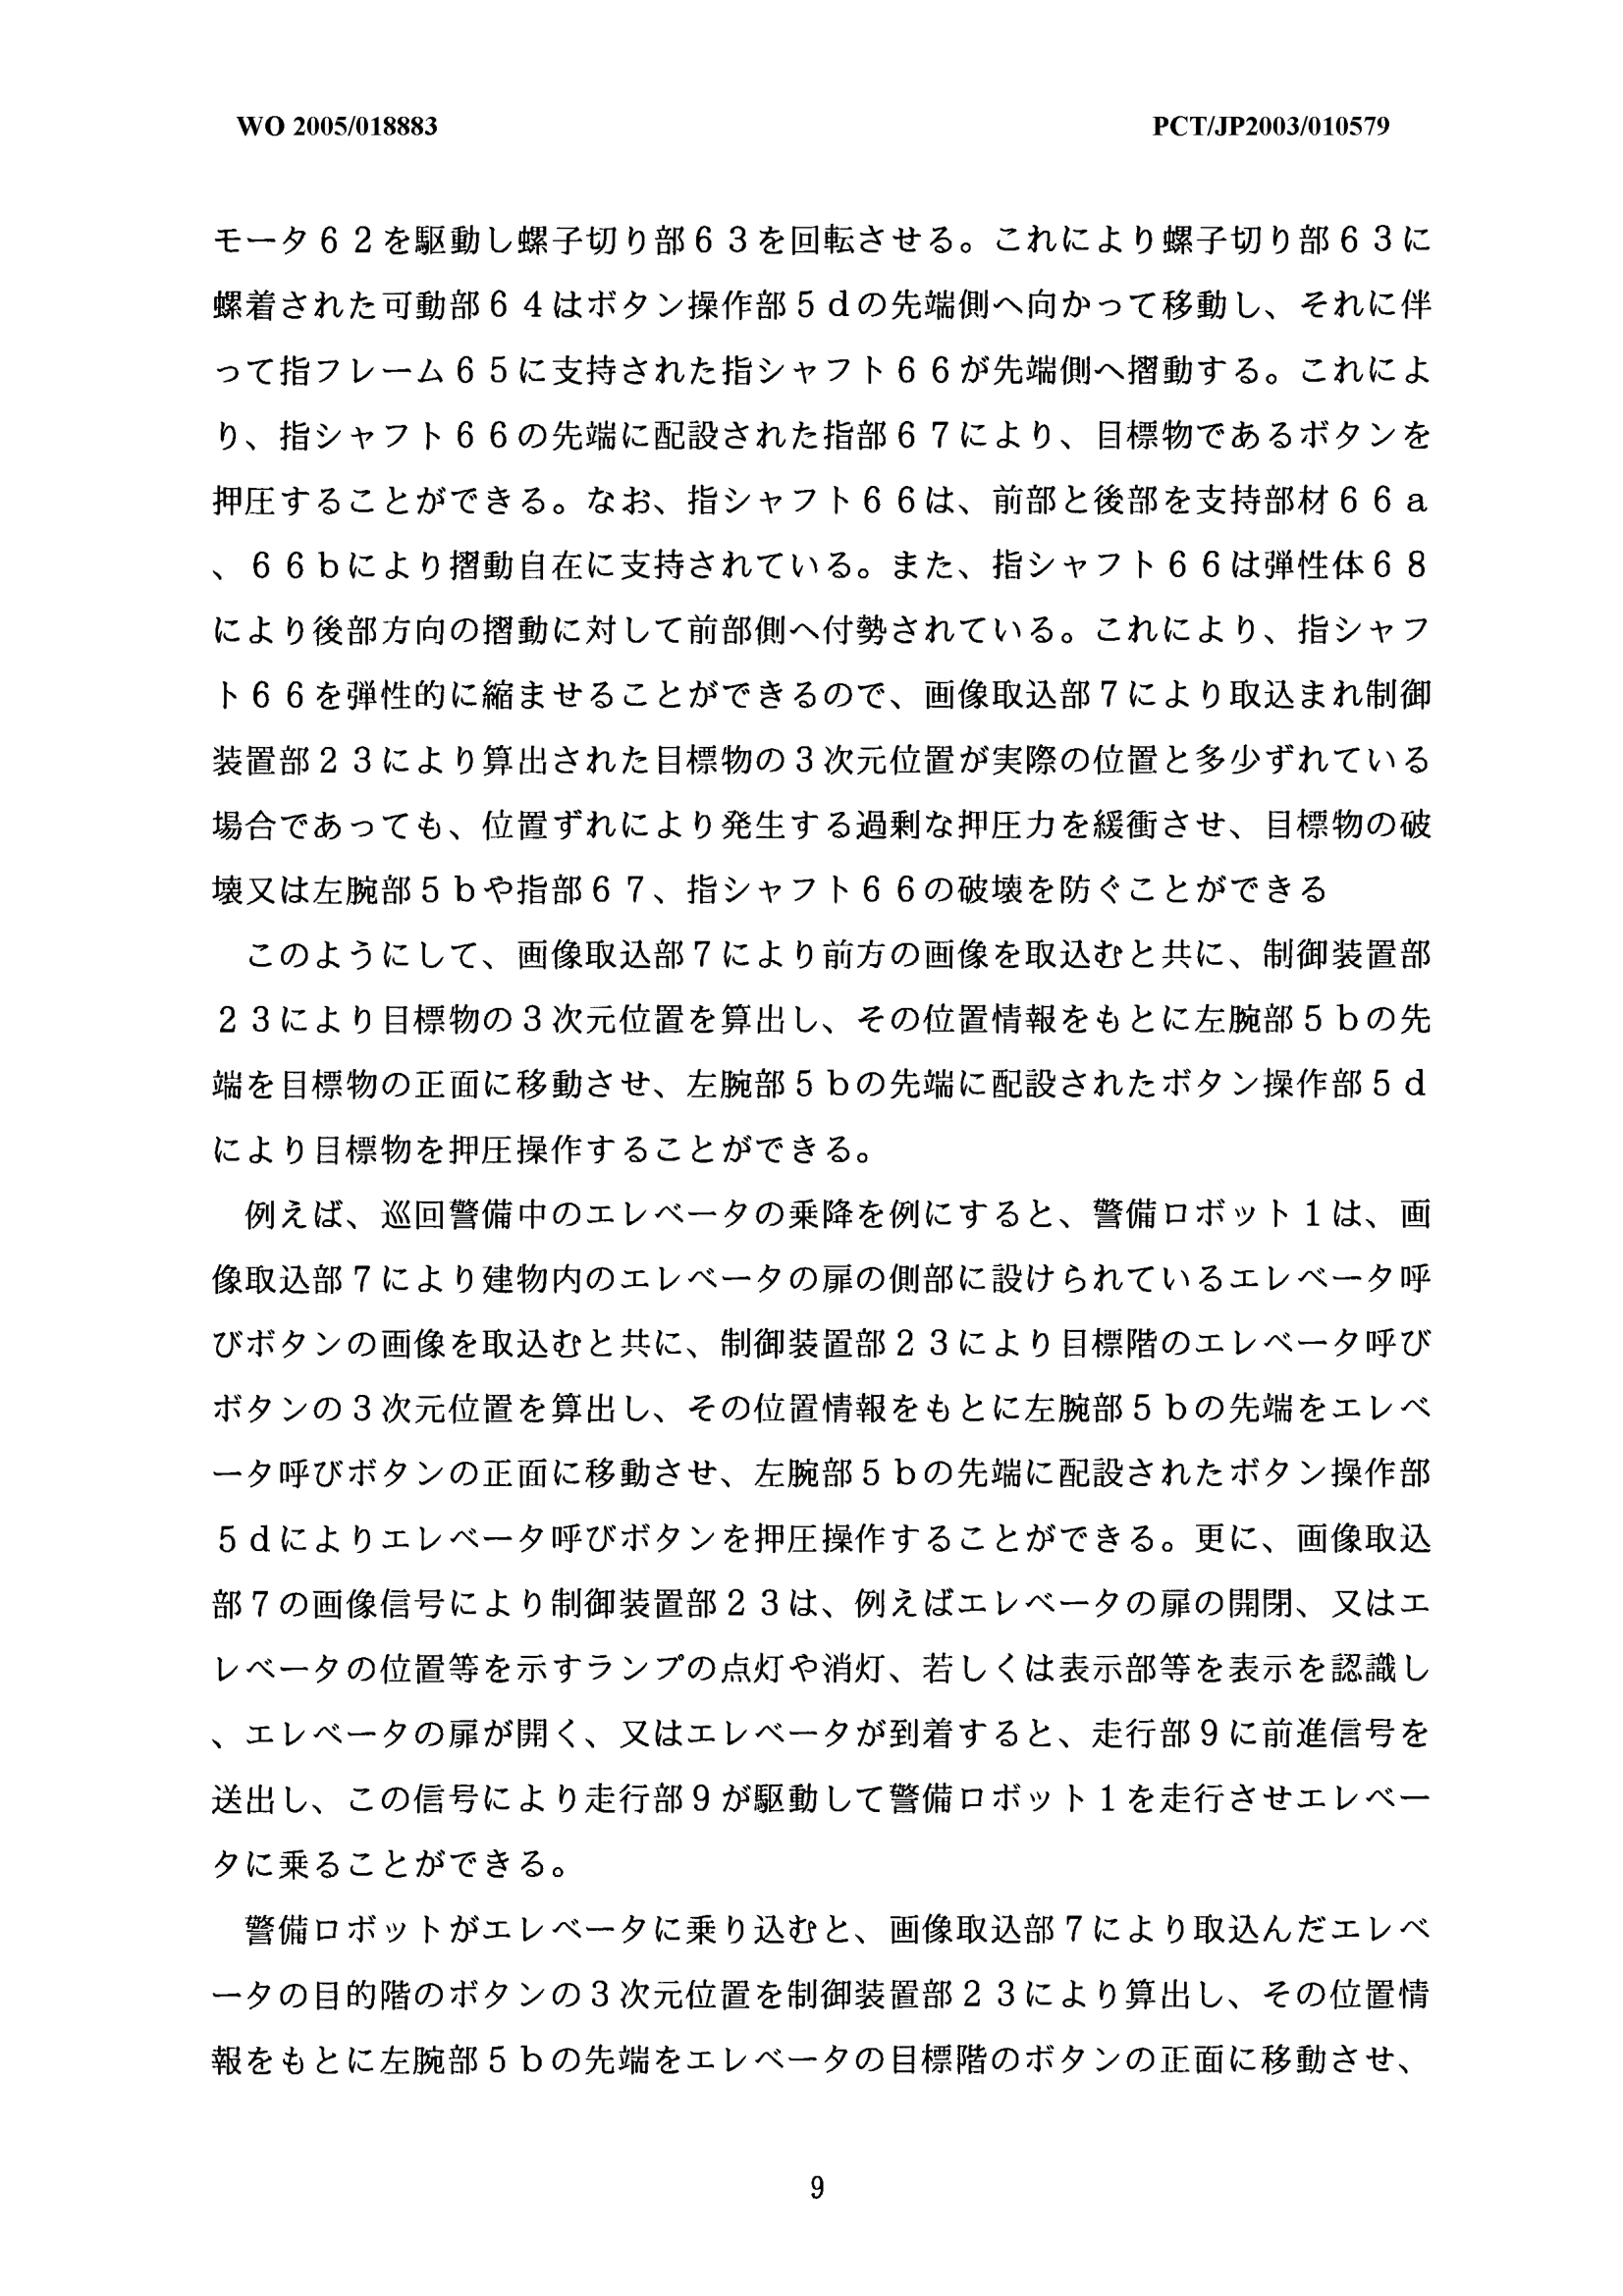 WO 2005/018883 PCT/JP2003/010579
モータ６２を駆動し螺子切り部６３を回転させる。これにより螺子切り部６３に
螺着された可動部６４はボタン操作部５ｄの先端側へ向かって移動し、それに伴
って指フレーム６５に支持された指シャフト６６が先端側へ摺動する。これによ
り、指シャフト６６の先端に配設された指部６７により、目標物であるボタンを
押圧することができる。なお、指シャフト６６は、前部と後部を支持部材６６ａ
、６６ｂにより摺動自在に支持されている。また、指シャフト６６は弾性体６８
により後部方向の摺動に対して前部側へ付勢されている。これにより、指シャフ
ト６６を弾性的に縮ませることができるので、画像取込部７により取込まれ制御
装置部２３により算出された目標物の３次元位置が実際の位置と多少ずれている
場合であっても、位置ずれにより発生する過剰な押圧力を緩衝させ、目標物の破
壊又は左腕部５ｂや指部６７、指シャフト６６の破壊を防ぐことができる
　このようにして、画像取込部７により前方の画像を取込むと共に、制御装置部
２３により目標物の３次元位置を算出し、その位置情報をもとに左腕部５ｂの先
端を目標物の正面に移動させ、左腕部５ｂの先端に配設されたボタン操作部５ｄ
により目標物を押圧操作することができる。
　例えば、巡回警備中のエレベータの乗降を例にすると、警備ロボット１は、画
像取込部７により建物内のエレベータの扉の側部に設けられているエレベータ呼
びボタンの画像を取込むと共に、制御装置部２３により目標階のエレベータ呼び
ボタンの３次元位置を算出し、その位置情報をもとに左腕部５ｂの先端をエレベ
ータ呼びボタンの正面に移動させ、左腕部５ｂの先端に配設されたボタン操作部
５ｄによりエレベータ呼びボタンを押圧操作することができる。更に、画像取込
部７の画像信号により制御装置部２３は、例えばエレベータの扉の開閉、又はエ
レベータの位置等を示すランプの点灯や消灯、若しくは表示部等を表示を認識し
、エレベータの扉が開く、又はエレベータが到着すると、走行部９に前進信号を
送出し、この信号により走行部９が駆動して警備ロボット１を走行させエレベー
タに乗ることができる。
　警備ロボットがエレベータに乗り込むと、画像取込部７により取込んだエレベ
ータの目的階のボタンの３次元位置を制御装置部２３により算出し、その位置情
報をもとに左腕部５ｂの先端をエレベータの目標階のボタンの正面に移動させ、
9